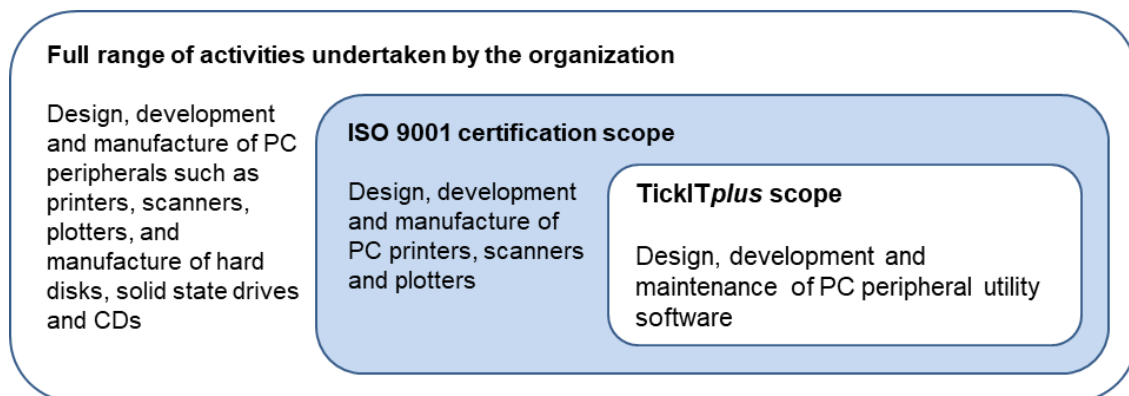 Full range of activities undertaken by the organization
Design, development
and manufacture of PC
peripherals such as
printers, scanners,
plotters, and
manufacture of hard
disks, solid state drives
and CDs
ISO 9001 certification scope
Design, development
and manufacture of
PC printers, scanners
and plotters
TickITplus scope
Design, development and
maintenance of PC peripheral utility
software